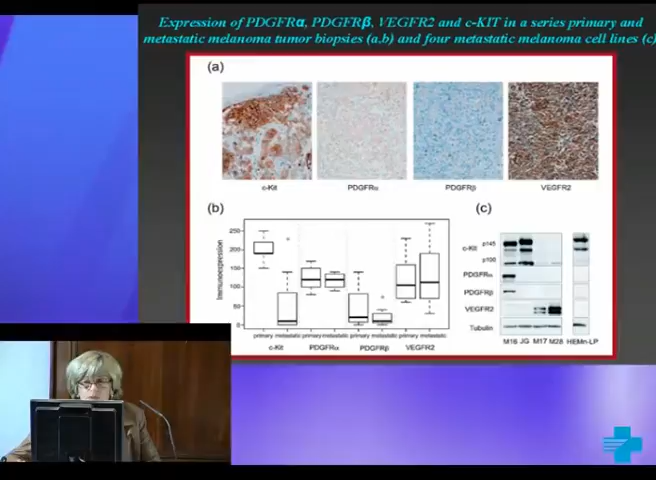 Expression of PDGFRα, PDGFRβ, VEGFR2 and c-KIT in a series primary and
metastatic melanoma tumor biopsies (a,b) and four metastatic melanoma cell lines (c)
(a)
c-Kit PDGFRα PDGFRβ VEGFR2
(b)
Immunoexpression
250
200
150
100
50
0
primary metastatic primary metastatic primary metastatic primary metastatic
c-Kit PDGFRα PDGFRβ VEGFR2
(c)
c-Kit p145
p100
PDGFRα
PDGFRβ
VEGFR2
Tubulin
M16 JG M17 M28 HEMn-LP